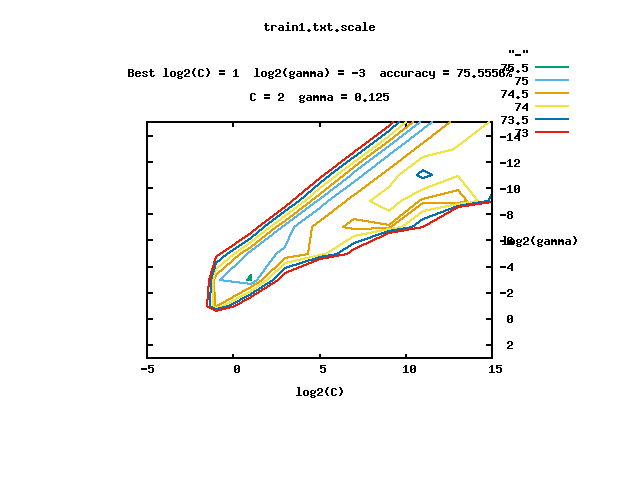 train1.txt.scale
"-"
Best log2(C) = 1 log2(gamma) = -3 accuracy = 75.5556%
75.5
75
C = 2 gamma = 0.125
74.5
74
73.5
73
-14
-12
-10
-8
-6
log2(gamma)
-4
-2
0
2
-5 0 5 10 15
log2(C)